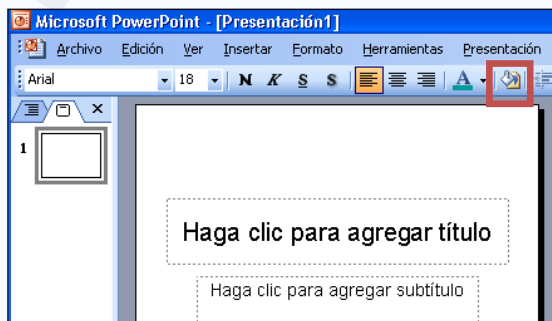 Microsoft PowerPoint - [Presentación1]
Archivo Edición Ver Insertar Formato Herramientas Presentación
Arial 18 N K S S A
1
Haga clic para agregar título
Haga clic para agregar subtítulo